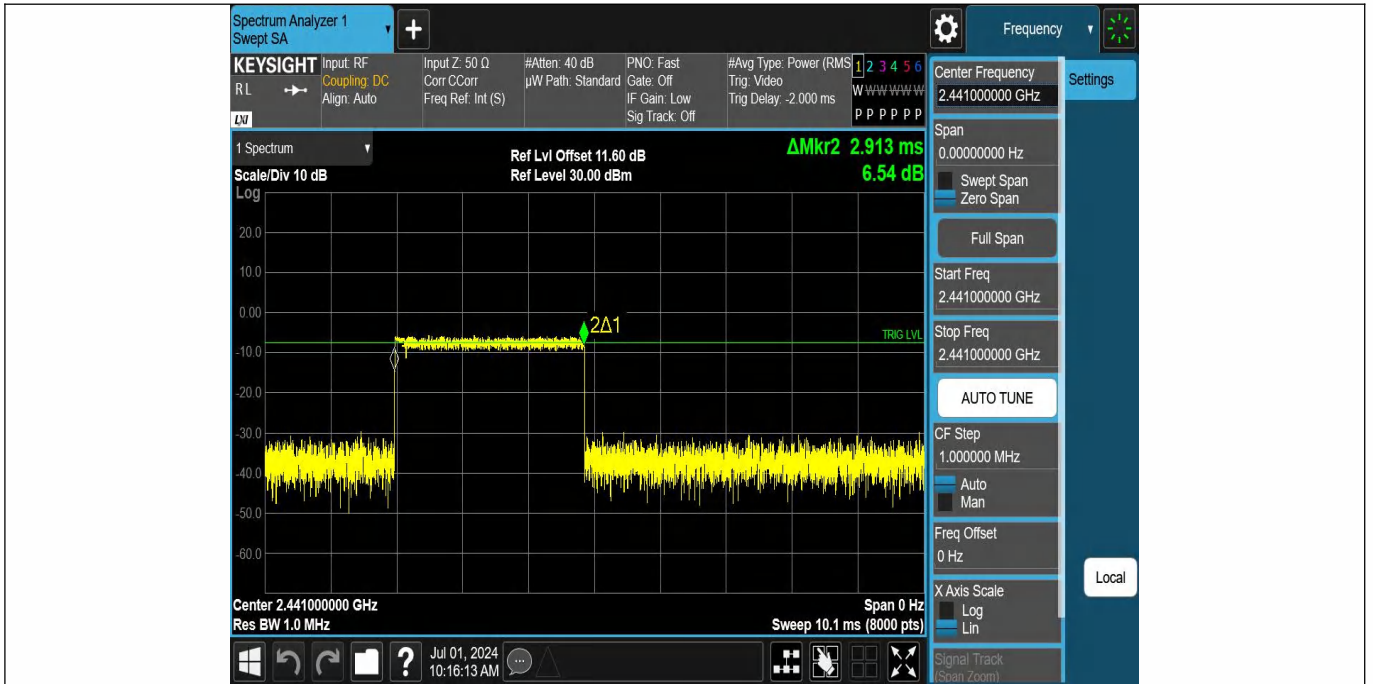 Spectrum Analyzer 1
Swept SA
+
Frequency
KEYSIGHT
RL
LXI
Input: RF
Coupling: DC
Align: Auto
Input Z: 50 Ω
Corr CCorr
Freq Ref: Int (S)
#Atten: 40 dB
µW Path: Standard
PNO: Fast
Gate: Off
IF Gain: Low
Sig Track: Off
#Avg Type: Power (RMS
Trig: Video
Trig Delay: -2.000 ms
1 2 3 4 5 6
W W W W W W
P P P P P P
1 Spectrum
Scale/Div 10 dB
Log
Ref Lvl Offset 11.60 dB
Ref Level 30.00 dBm
ΔMkr2 2.913 ms
6.54 dB
20.0
10.0
0.00
-10.0
-20.0
-30.0
-40.0
-50.0
-60.0
2Δ1
TRIG LVL
Center 2.441000000 GHz
Res BW 1.0 MHz
Span 0 Hz
Sweep 10.1 ms (8000 pts)
?
Jul 01, 2024
10:16:13 AM
Center Frequency
2.441000000 GHz
Span
0.00000000 Hz
Swept Span
Zero Span
Full Span
Start Freq
2.441000000 GHz
Stop Freq
2.441000000 GHz
AUTO TUNE
CF Step
1.000000 MHz
Auto
Man
Freq Offset
0 Hz
X Axis Scale
Log
Lin
Signal Track
(Span Zoom)
Settings
Local